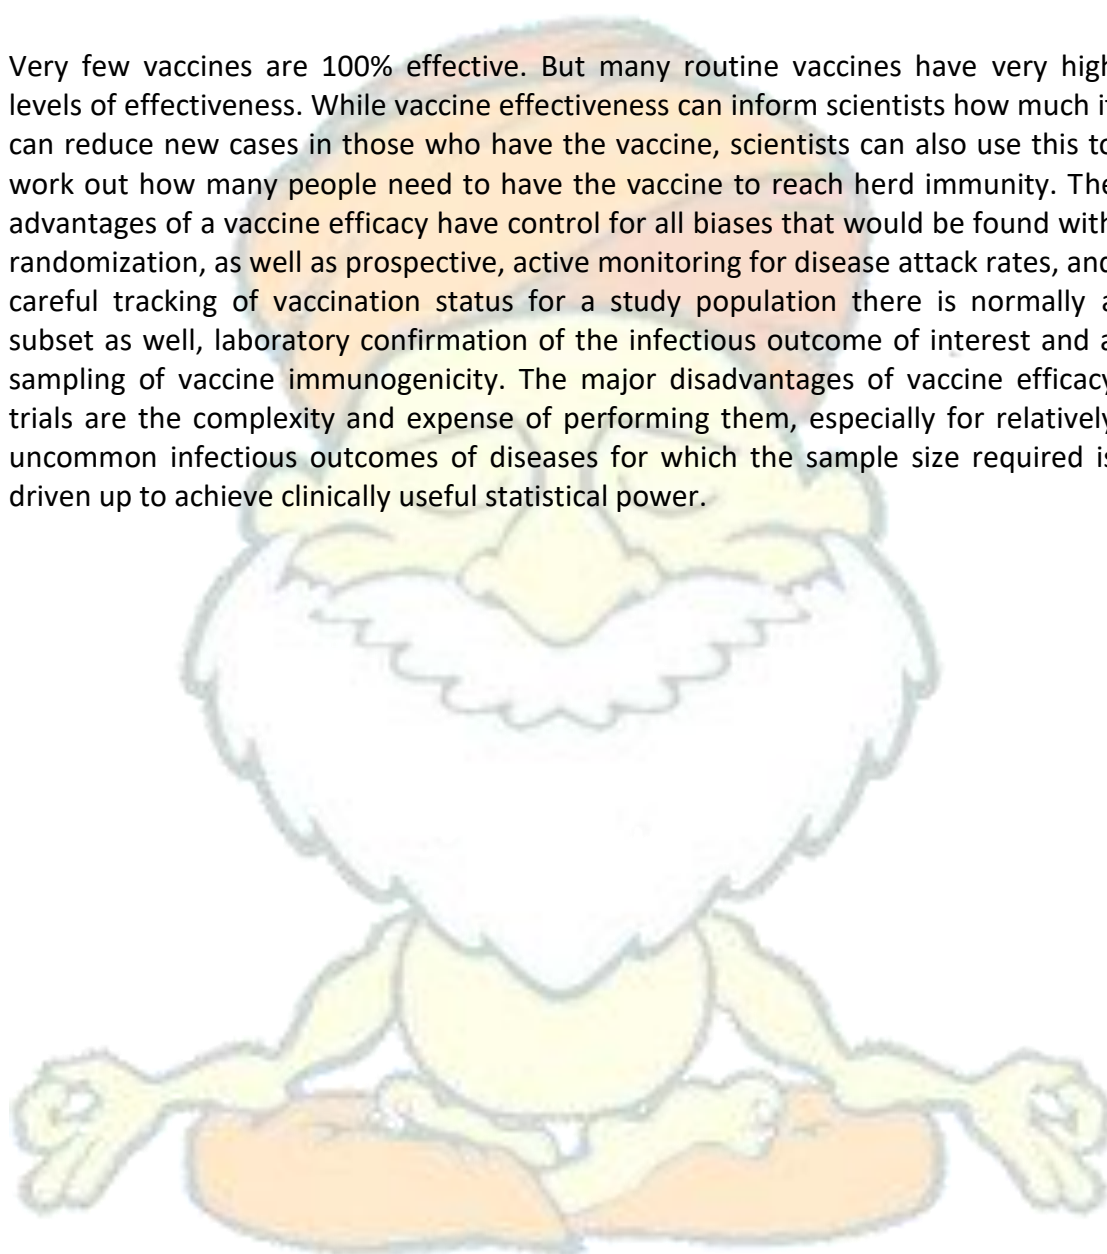 Very few vaccines are 100% effective. But many routine vaccines have very high
levels of effectiveness. While vaccine effectiveness can inform scientists how much it
can reduce new cases in those who have the vaccine, scientists can also use this to
work out how many people need to have the vaccine to reach herd immunity. The
advantages of a vaccine efficacy have control for all biases that would be found with
randomization, as well as prospective, active monitoring for disease attack rates, and
careful tracking of vaccination status for a study population there is normally a
subset as well, laboratory confirmation of the infectious outcome of interest and a
sampling of vaccine immunogenicity. The major disadvantages of vaccine efficacy
trials are the complexity and expense of performing them, especially for relatively
uncommon infectious outcomes of diseases for which the sample size required is
driven up to achieve clinically useful statistical power.